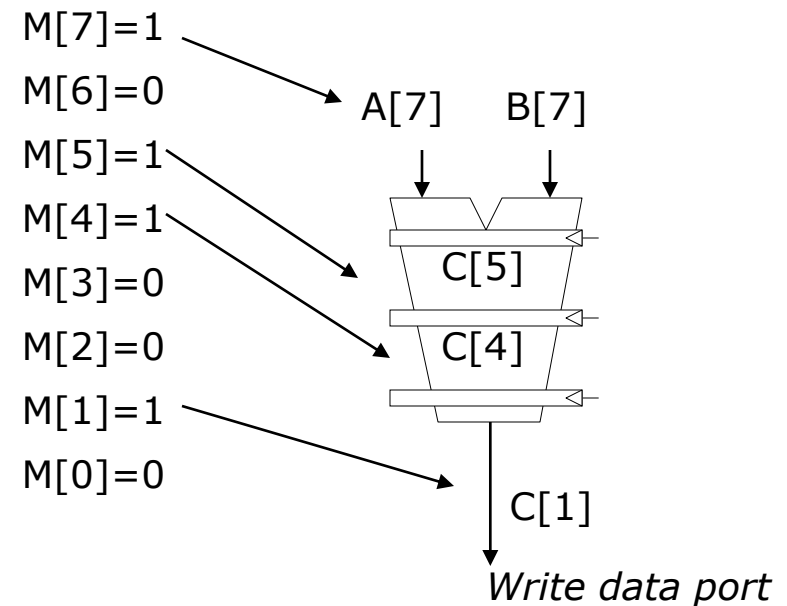 M[7]=1
M[6]=0
M[5]=1
M[4]=1
M[3]=0
M[2]=0
M[1]=1
M[0]=0
A[7] B[7]
C[5]
C[4]
C[1]
Write data port